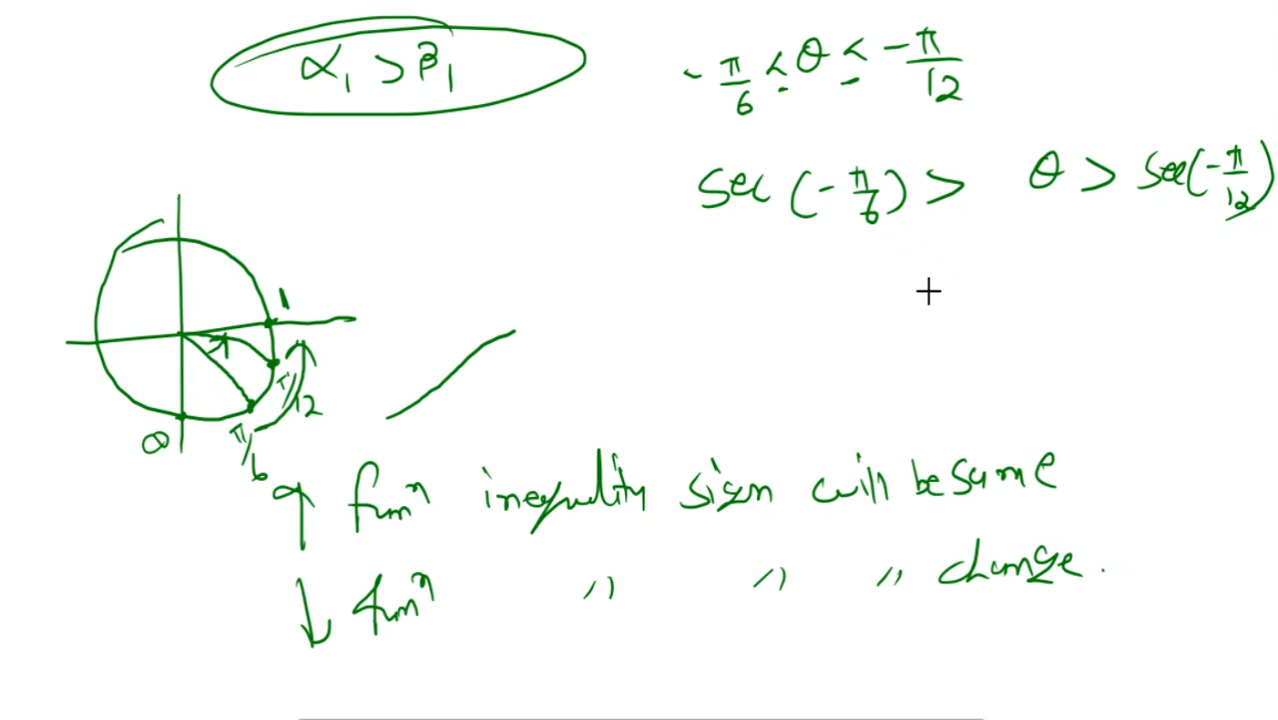 α₁ > β₁
-π/6 < θ < -π/12
sec(-π/6) > θ > sec(-π/12)
1
π/12
∞
π/6
↑ funⁿ inequality sign will be same
↓ funⁿ " " " change.